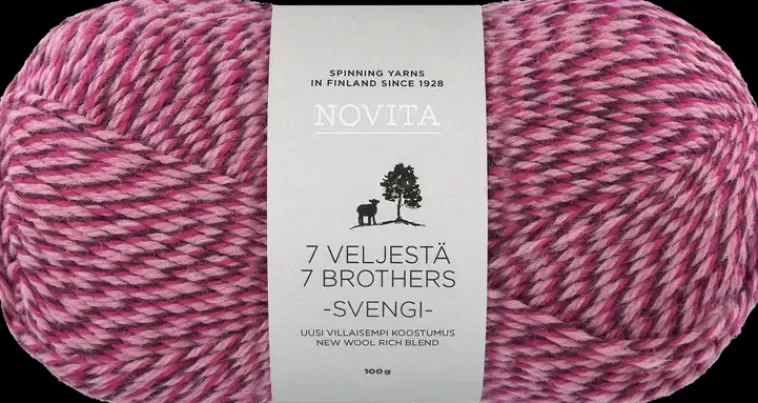 SPINNING YARNS
IN FINLAND SINCE 1928
NOVITA
7 VELJESTÄ
7 BROTHERS
-SVENGI-
UUSI VILLAISEMPI KOOSTUMUS
NEW WOOL RICH BLEND
100 g